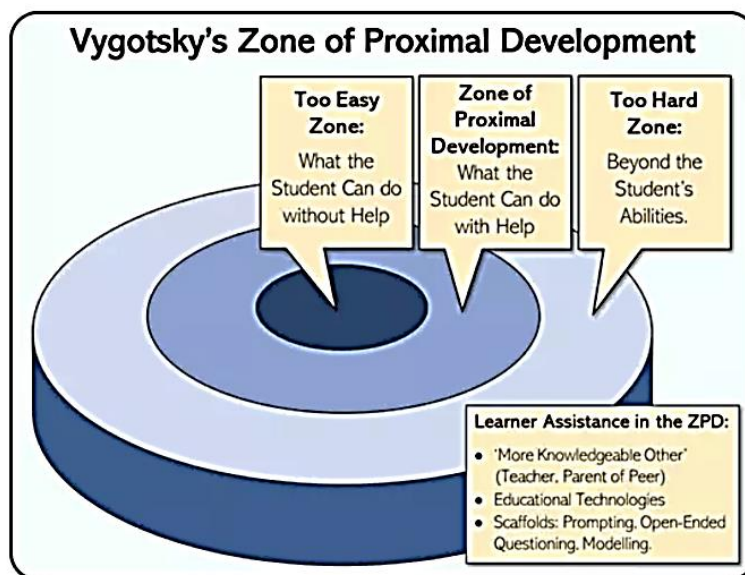 Vygotsky's Zone of Proximal Development
Too Easy
Zone:
What the
Student Can do
without Help
Zone of
Proximal
Development:
What the
Student Can do
with Help
Too Hard
Zone:
Beyond the
Student's
Abilities.
Learner Assistance in the ZPD:
• 'More Knowledgeable Other'
(Teacher, Parent of Peer)
• Educational Technologies
• Scaffolds: Prompting, Open-Ended
Questioning, Modelling.